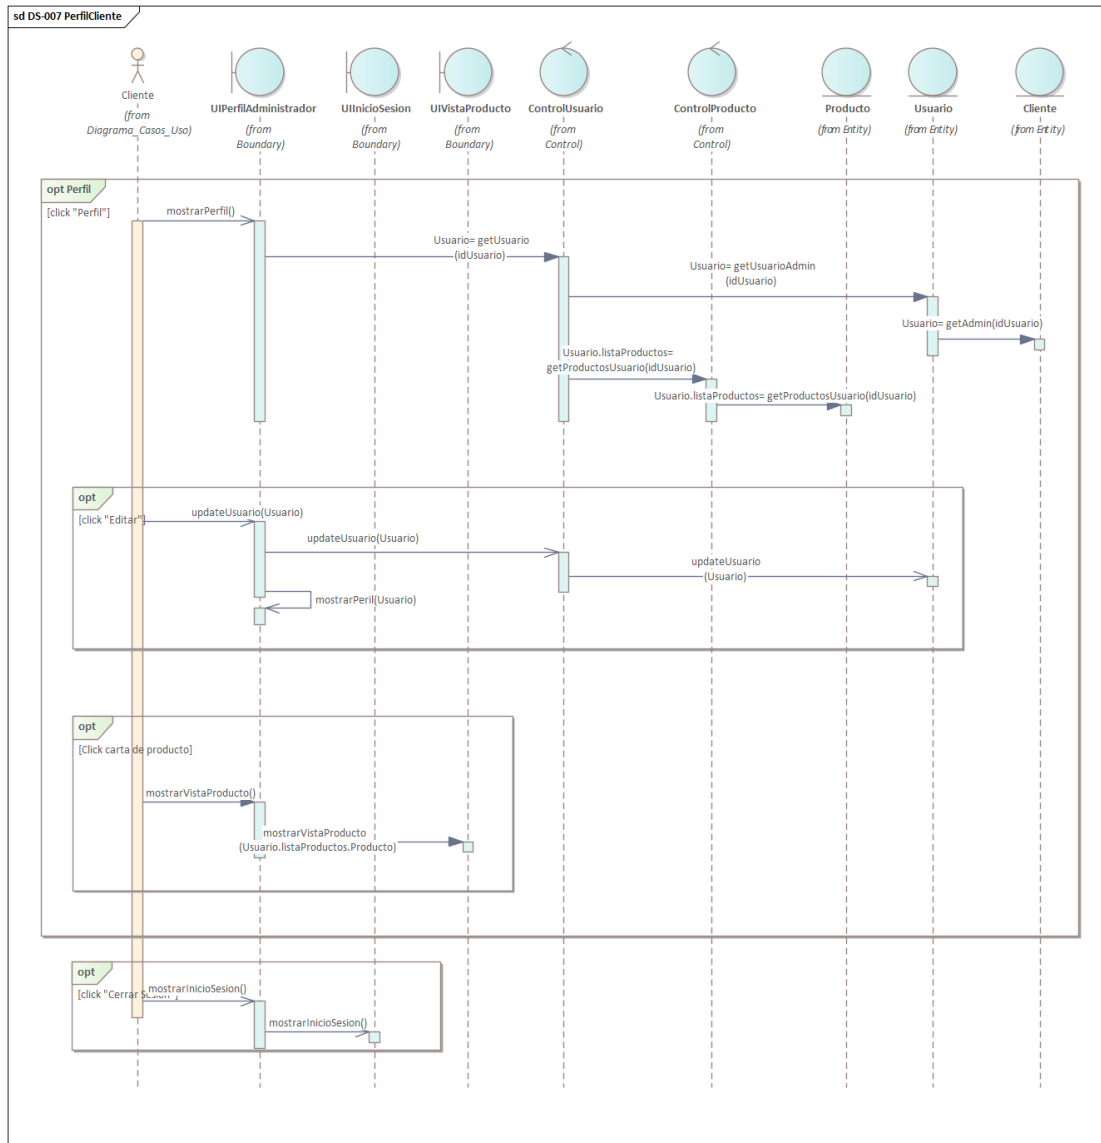 sd DS-007 PerfilCliente
Cliente
(from
Diagrama_Casos_Uso)
UIPerfilAdministrador
(from
Boundary)
UIInicioSesion
(from
Boundary)
UIVistaProducto
(from
Boundary)
ControlUsuario
(from
Control)
ControlProducto
(from
Control)
Producto
(from Entity)
Usuario
(from Entity)
Cliente
(from Entity)
opt Perfil
[click "Perfil"]
mostrarPerfil()
Usuario= getUsuario
(idUsuario)
Usuario= getUsuarioAdmin
(idUsuario)
Usuario= getAdmin(idUsuario)
Usuario.listaProductos=
getProductosUsuario(idUsuario)
Usuario.listaProductos= getProductosUsuario(idUsuario)
opt
[click "Editar"]
updateUsuario(Usuario)
updateUsuario(Usuario)
updateUsuario
(Usuario)
mostrarPeril(Usuario)
opt
[Click carta de producto]
mostrarVistaProducto()
mostrarVistaProducto
(Usuario.listaProductos.Producto)
opt
[click "Cerrar Sesion"]
mostrarInicioSesion()
mostrarInicioSesion()